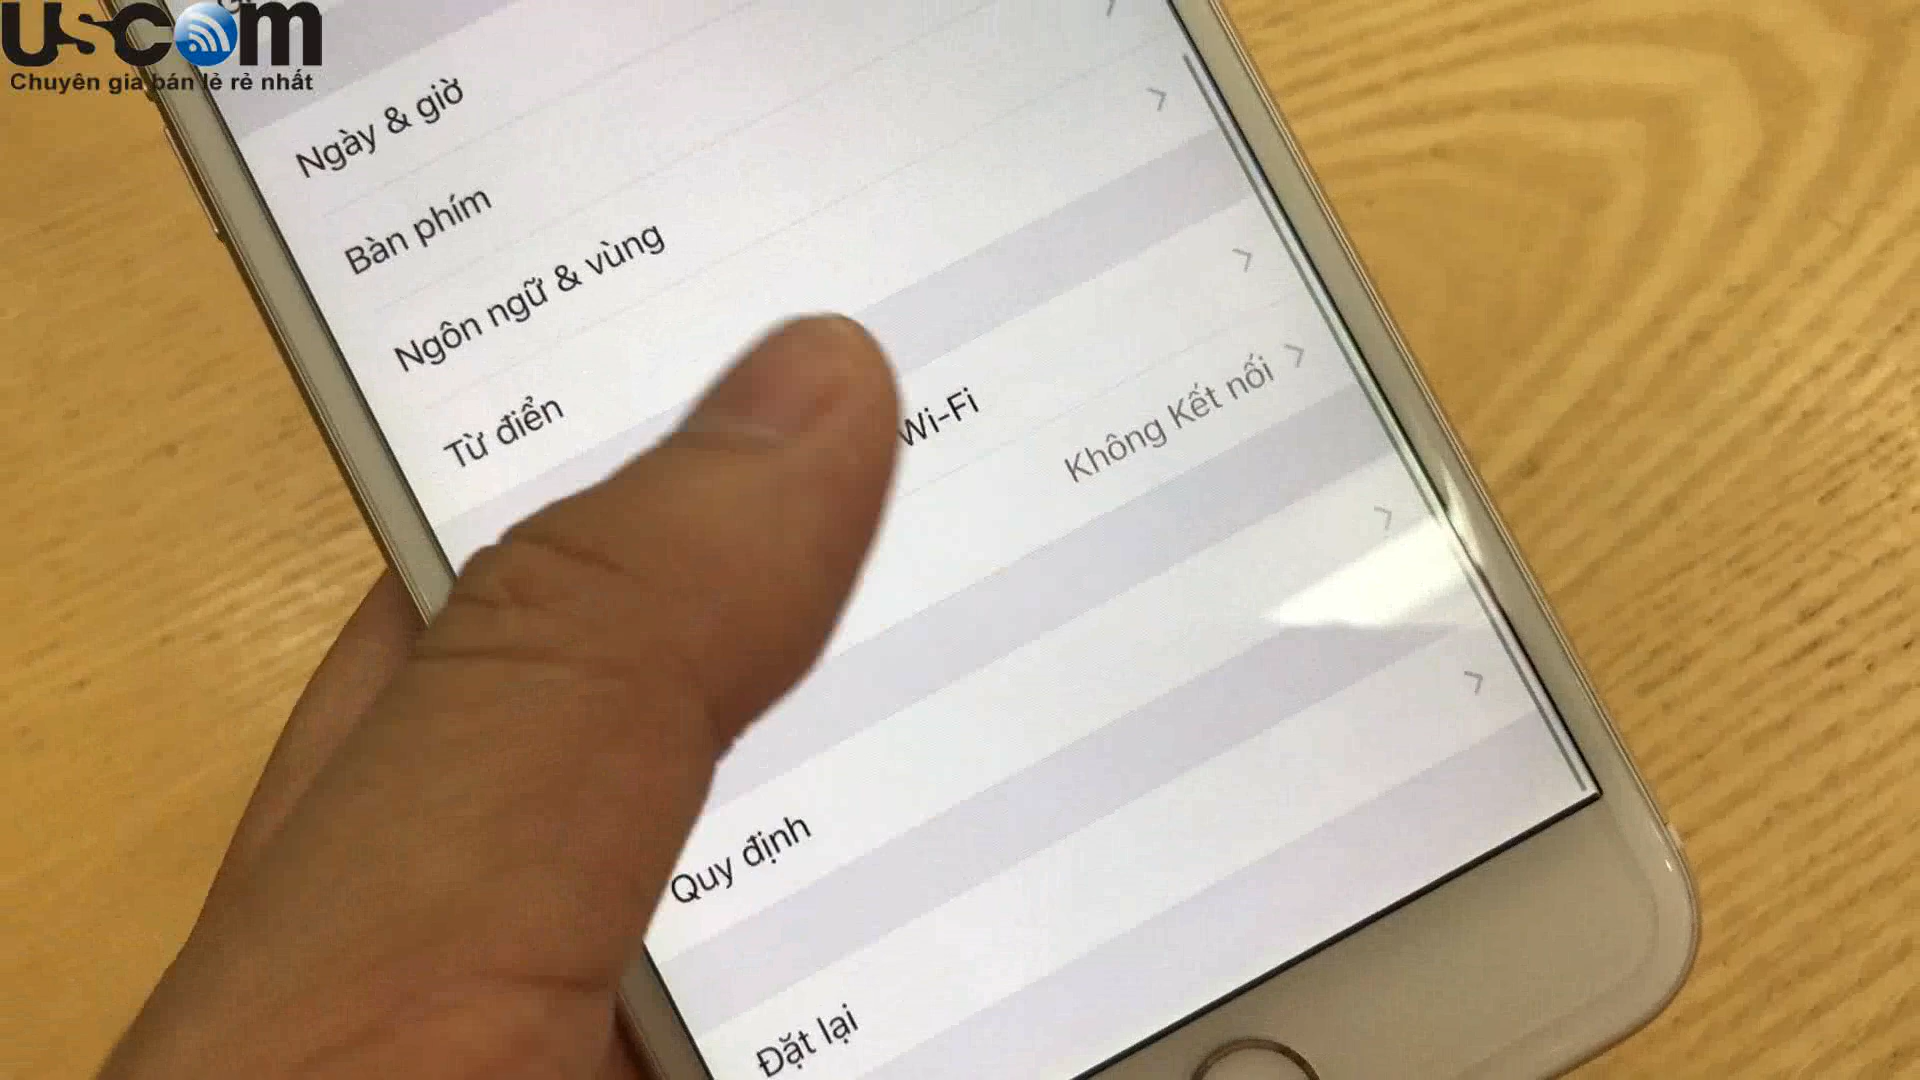 uscom
Chuyên gia bán lẻ rẻ nhất
Ngày & giờ
Bàn phím
Ngôn ngữ & vùng
Từ điển
Wi-Fi
Không Kết nối
Quy định
Đặt lại